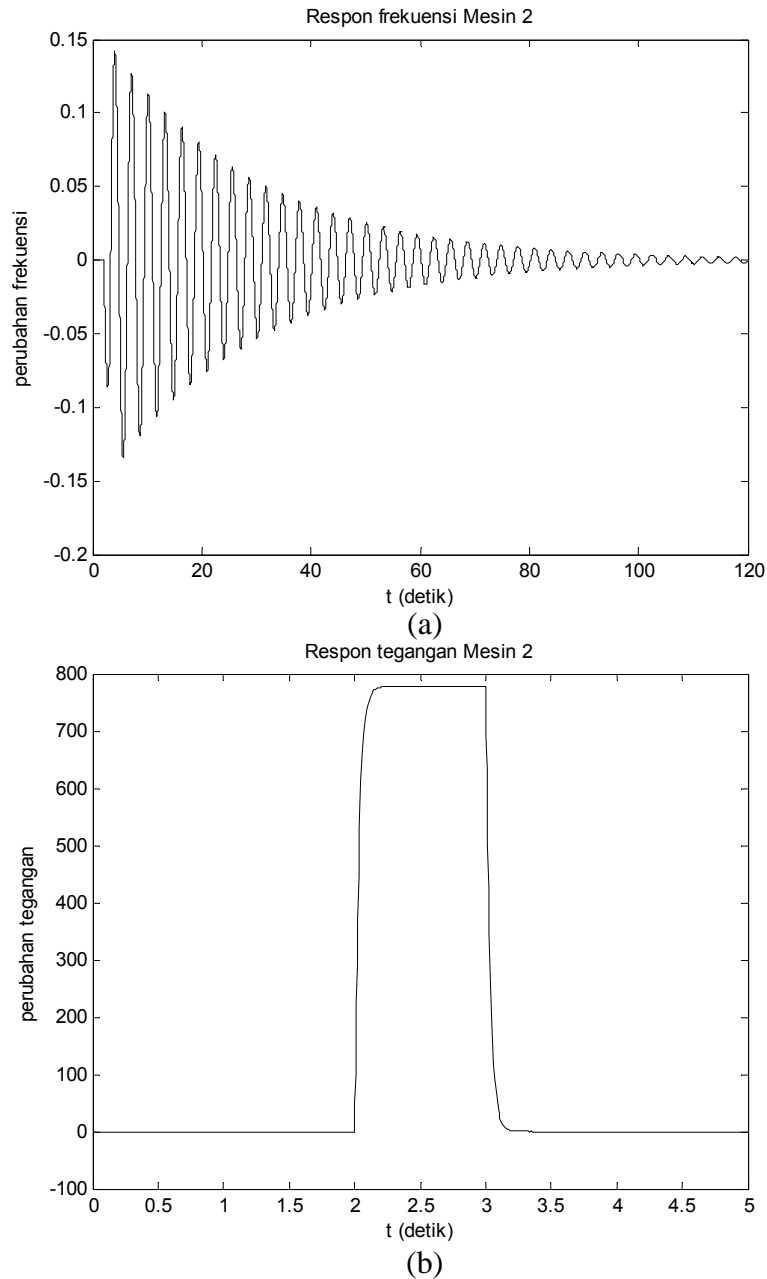 Respon frekuensi Mesin 2
0.15
0.1
0.05
0
-0.05
-0.1
-0.15
-0.2
perubahan frekuensi
0 20 40 60 80 100 120
t (detik)
(a)
Respon tegangan Mesin 2
800
700
600
500
400
300
200
100
0
-100
perubahan tegangan
0 0.5 1 1.5 2 2.5 3 3.5 4 4.5 5
t (detik)
(b)